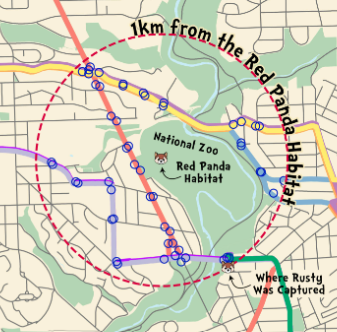 1km from the Red Panda Habitat
National Zoo
Red Panda
Habitat
Where Rusty
Was Captured